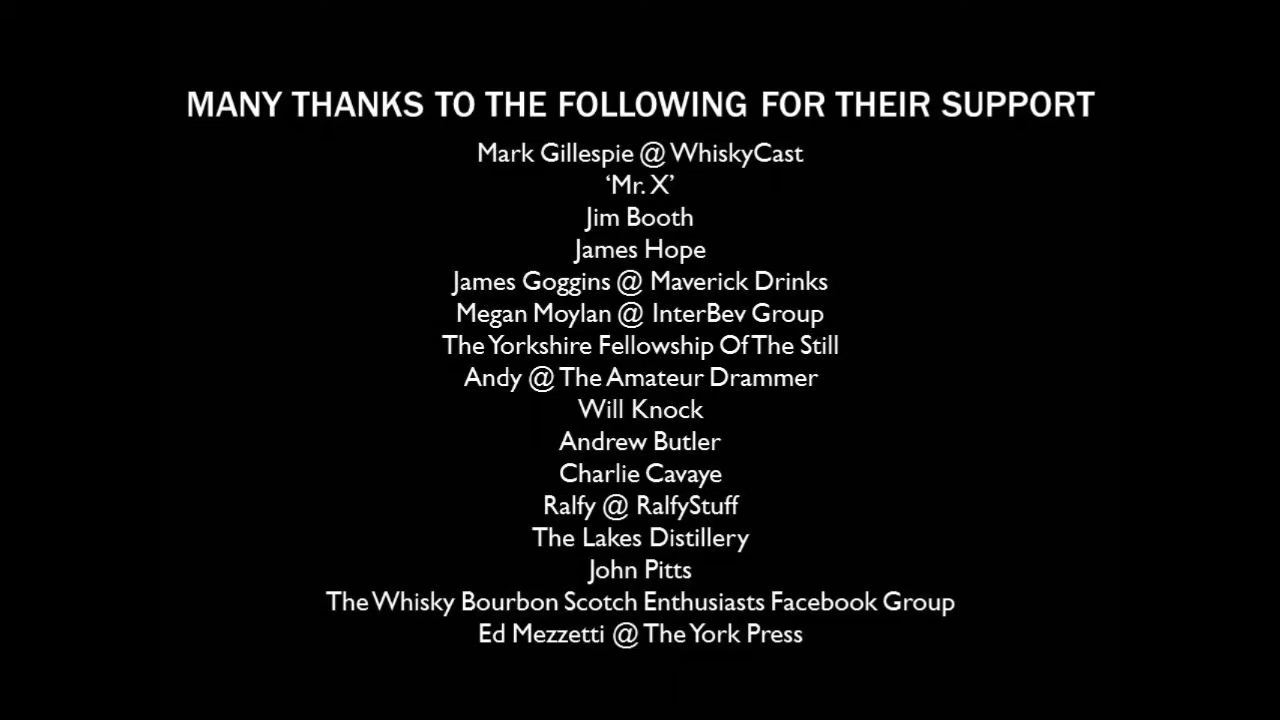 MANY THANKS TO THE FOLLOWING FOR THEIR SUPPORT
Mark Gillespie @ WhiskyCast
‘Mr. X’
Jim Booth
James Hope
James Goggins @ Maverick Drinks
Megan Moylan @ InterBev Group
The Yorkshire Fellowship Of The Still
Andy @ The Amateur Drammer
Will Knock
Andrew Butler
Charlie Cavaye
Ralfy @ RalfyStuff
The Lakes Distillery
John Pitts
The Whisky Bourbon Scotch Enthusiasts Facebook Group
Ed Mezzetti @ The York Press